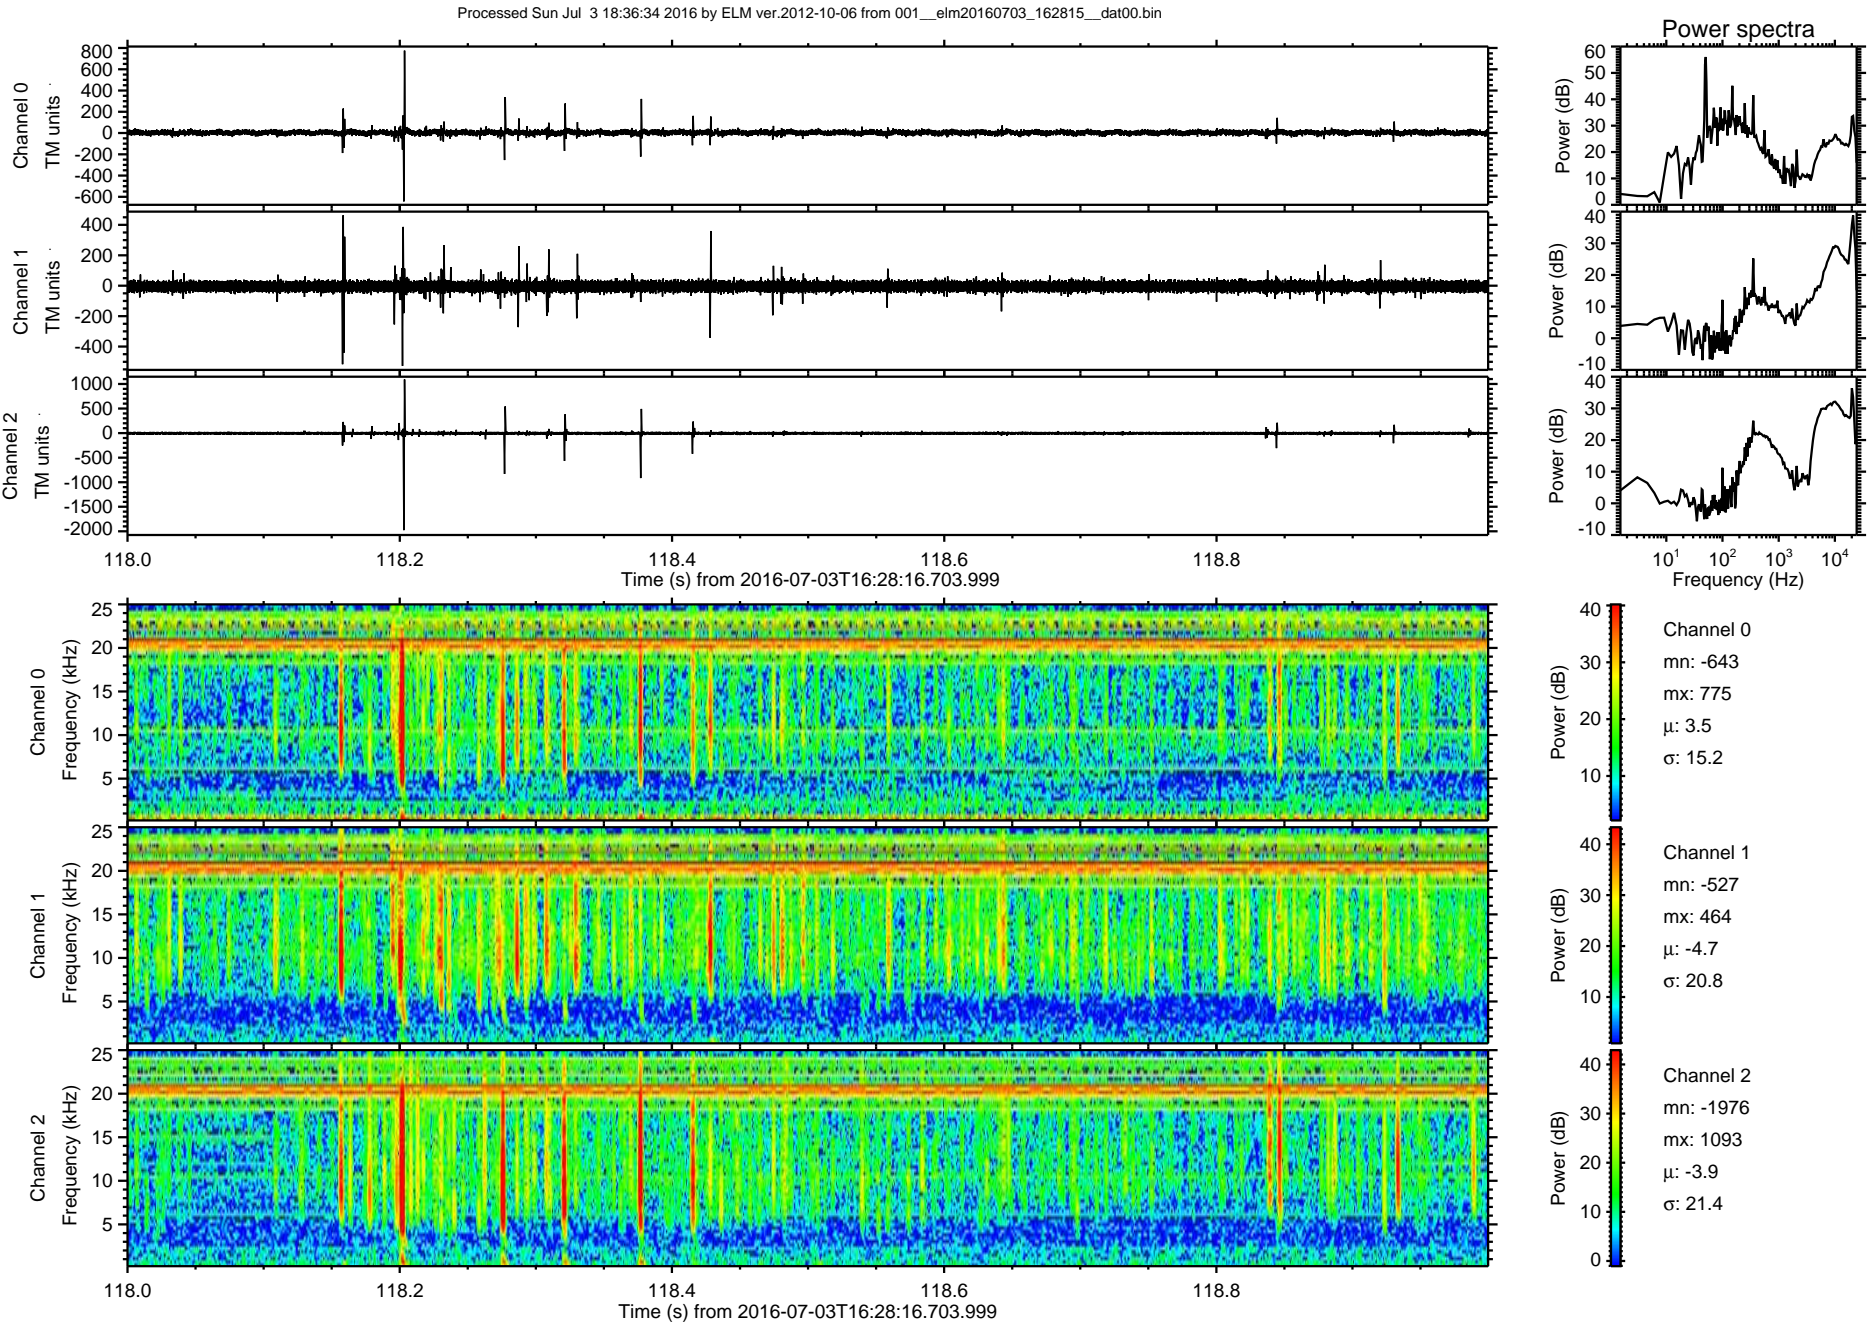 Processed Sun Jul  3 18:36:34 2016 by ELM ver.2012-10-06 from 001__elm20160703_162815__dat00.bin
Power spectra
Channel 0
TM units
800
600
400
200
0
-200
-400
-600
Power (dB)
60
50
40
30
20
10
0
Channel 1
TM units
400
200
0
-200
-400
Power (dB)
40
30
20
10
0
-10
Channel 2
TM units
1000
500
0
-500
-1000
-1500
-2000
Power (dB)
40
30
20
10
0
-10
118.0 118.2 118.4 118.6 118.8
Time (s) from 2016-07-03T16:28:16.703.999
10^1 10^2 10^3 10^4
Frequency (Hz)
Channel 0
Frequency (kHz)
25
20
15
10
5
Power (dB)
40
30
20
10
Channel 0
mn: -643
mx: 775
μ: 3.5
σ: 15.2
Channel 1
Frequency (kHz)
25
20
15
10
5
Power (dB)
40
30
20
10
Channel 1
mn: -527
mx: 464
μ: -4.7
σ: 20.8
Channel 2
Frequency (kHz)
25
20
15
10
5
Power (dB)
40
30
20
10
0
Channel 2
mn: -1976
mx: 1093
μ: -3.9
σ: 21.4
118.0 118.2 118.4 118.6 118.8
Time (s) from 2016-07-03T16:28:16.703.999